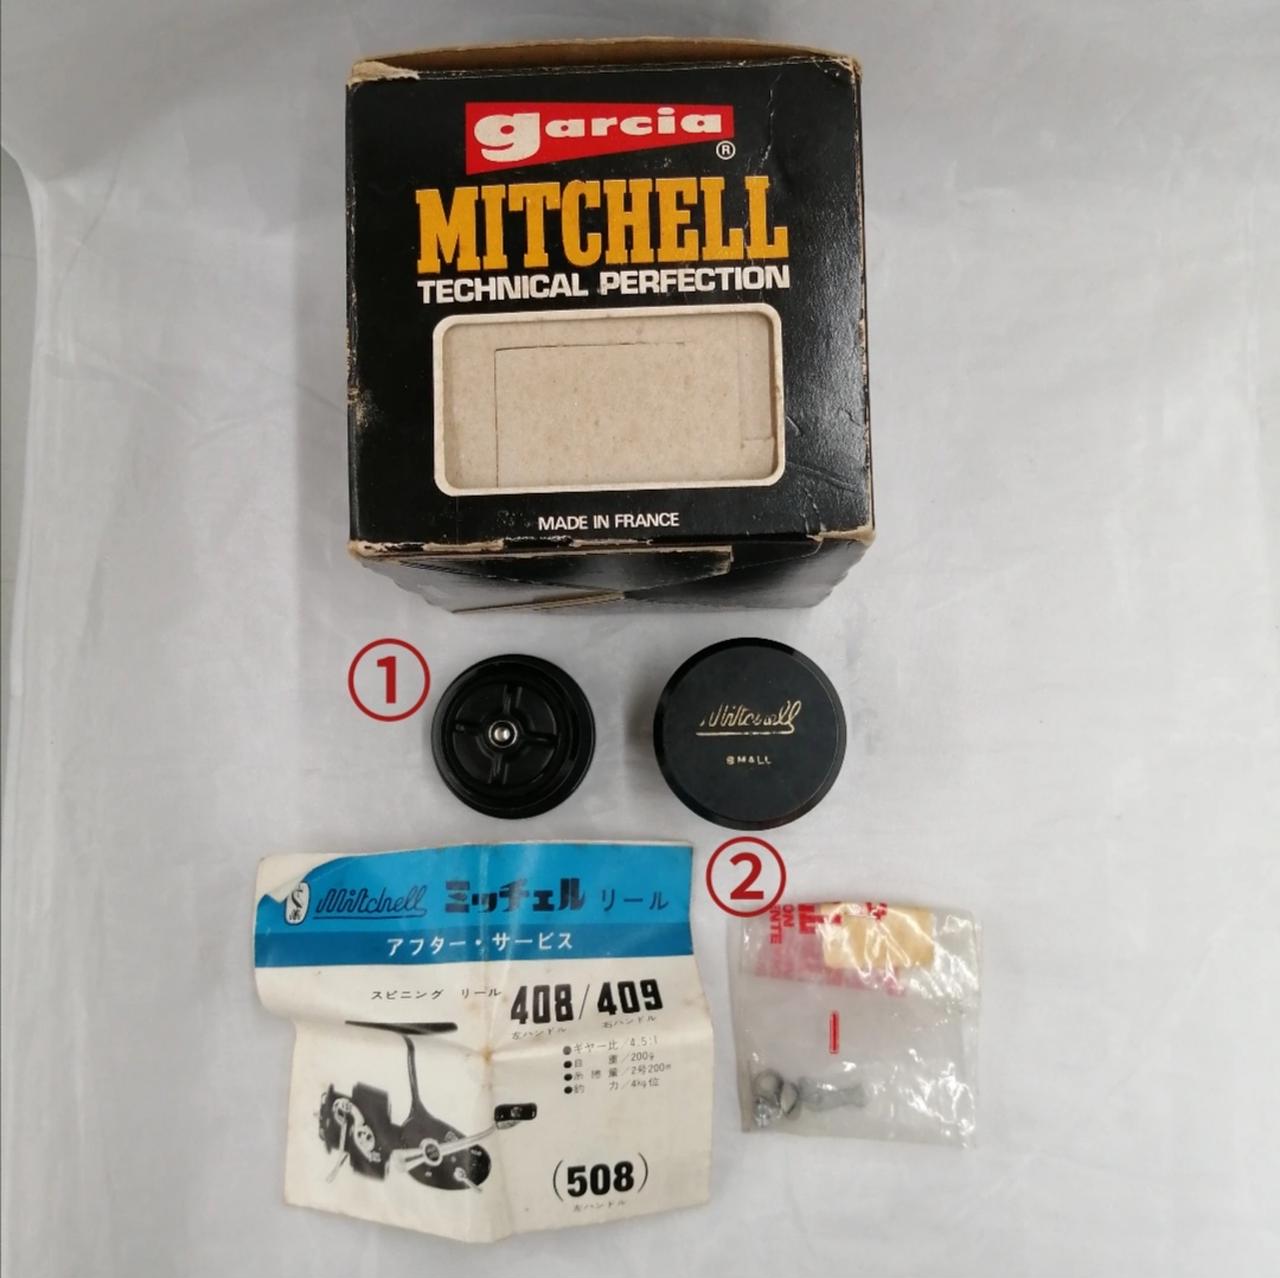 garcia
®
MITCHELL
TECHNICAL PERFECTION
MADE IN FRANCE
①
Mitchell
SMALL
②
Mitchell ミッチェル リール
アフター・サービス
スピニング リール 408/409
左ハンドル 右ハンドル
●ギヤー比/4.5:1
●自 重/200g
●糸捲量/2号200m
●釣 力/4kg位
(508)
左ハンドル